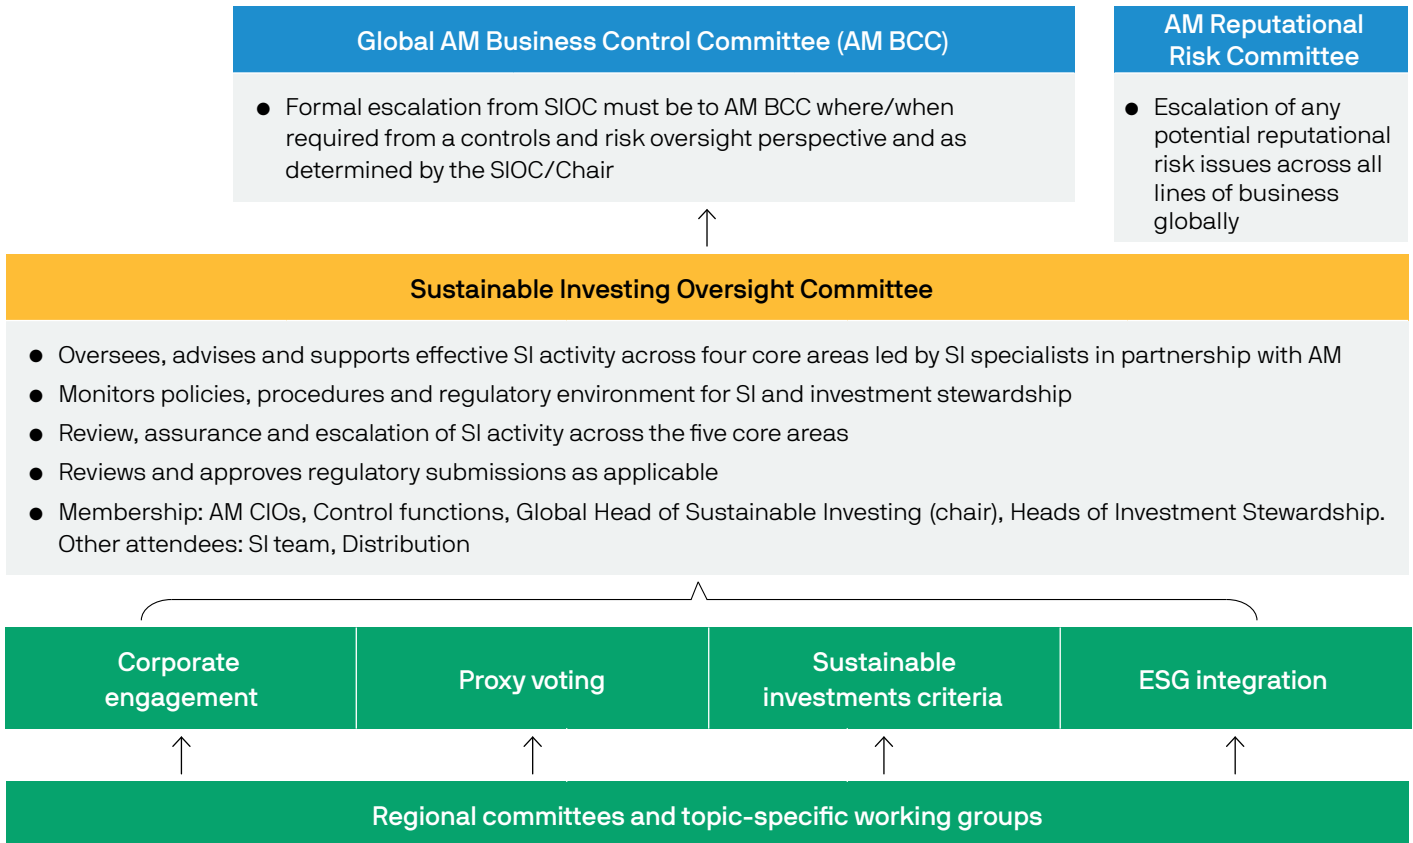 Global AM Business Control Committee (AM BCC)
● Formal escalation from SIOC must be to AM BCC where/when
required from a controls and risk oversight perspective and as
determined by the SIOC/Chair
AM Reputational
Risk Committee
● Escalation of any
potential reputational
risk issues across all
lines of business
globally
Sustainable Investing Oversight Committee
● Oversees, advises and supports effective SI activity across four core areas led by SI specialists in partnership with AM
● Monitors policies, procedures and regulatory environment for SI and investment stewardship
● Review, assurance and escalation of SI activity across the five core areas
● Reviews and approves regulatory submissions as applicable
● Membership: AM CIOs, Control functions, Global Head of Sustainable Investing (chair), Heads of Investment Stewardship.
Other attendees: SI team, Distribution
Corporate
engagement
Proxy voting
Sustainable
investments criteria
ESG integration
Regional committees and topic-specific working groups